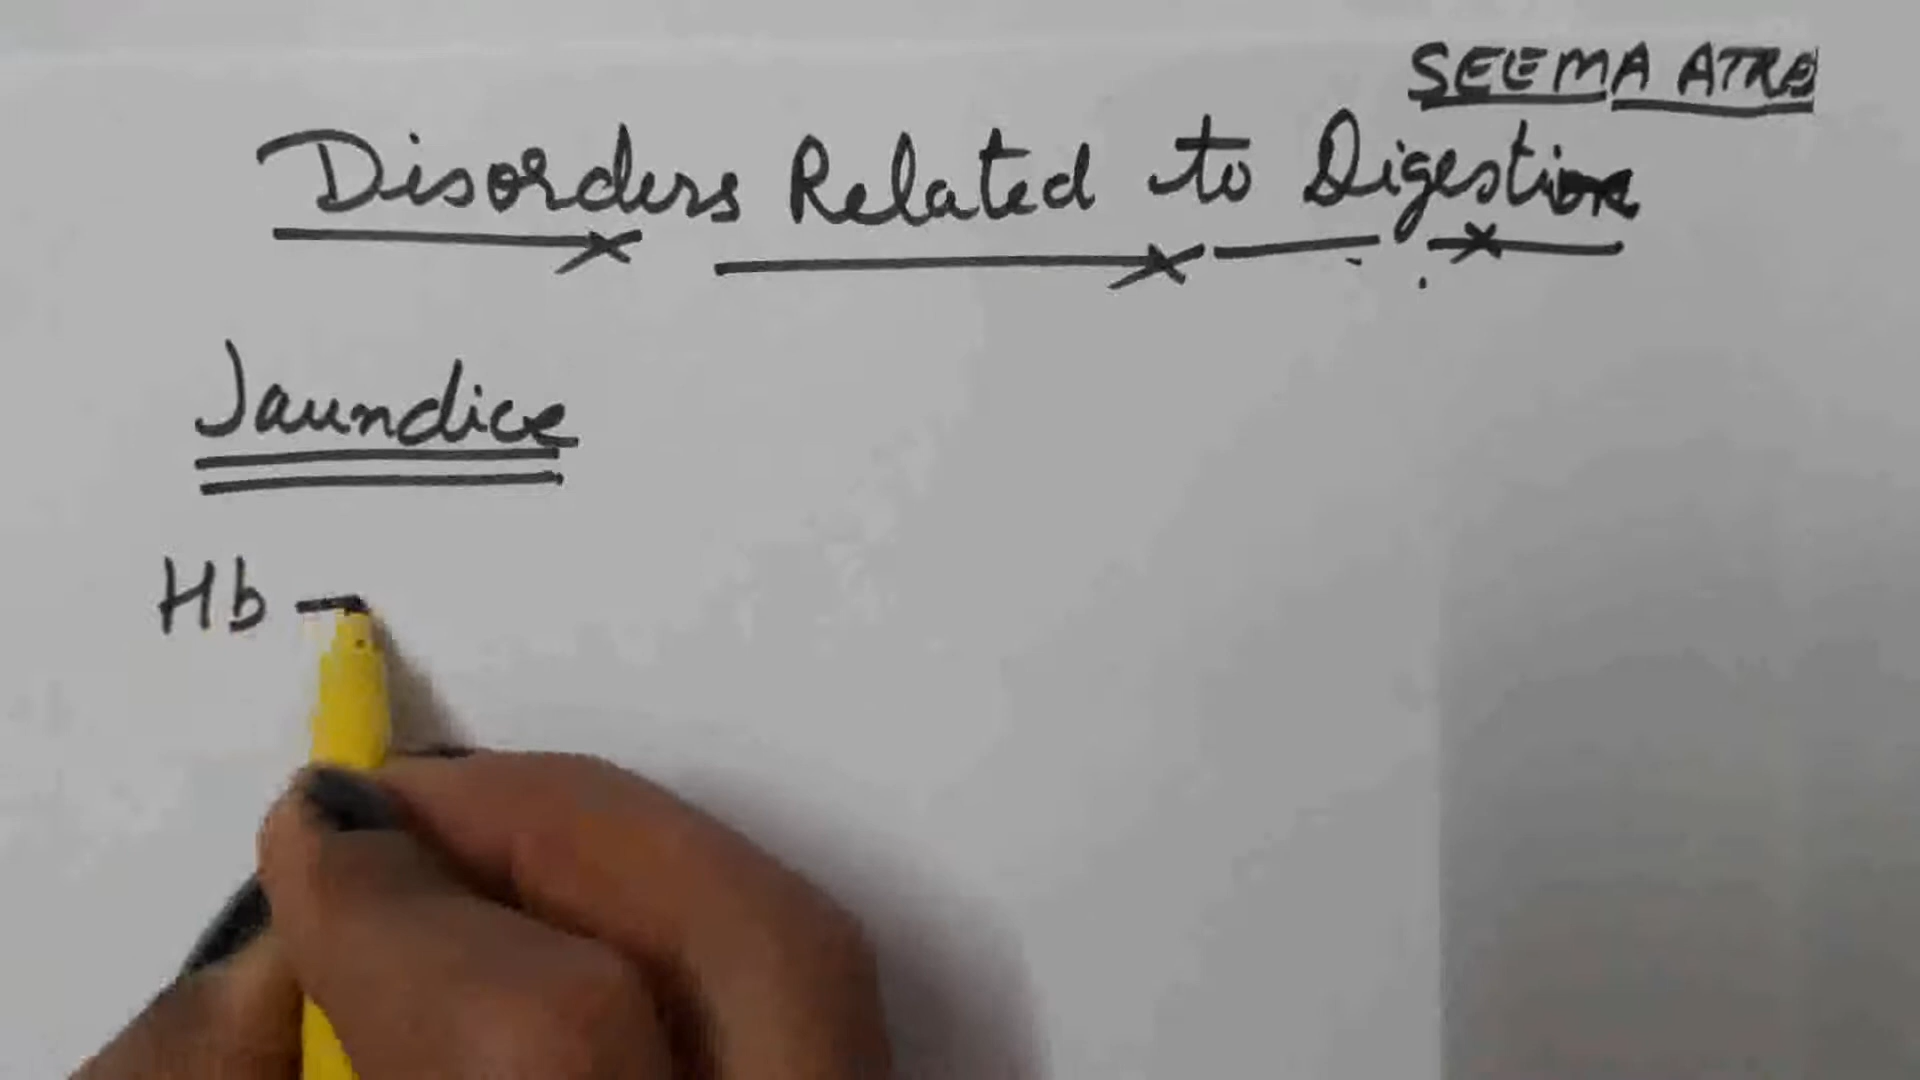 SEEMA ATRE
Disorders Related to Digestion
Jaundice
Hb —